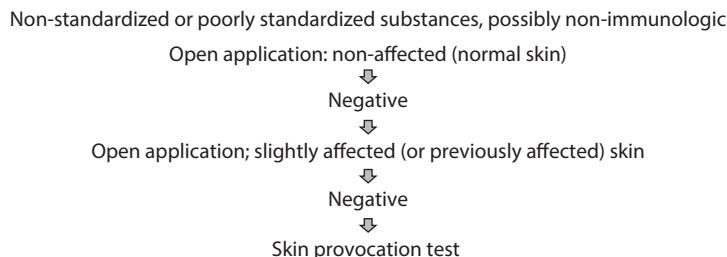 Non-standardized or poorly standardized substances, possibly non-immunologic
Open application: non-affected (normal skin)
Negative
Open application; slightly affected (or previously affected) skin
Negative
Skin provocation test